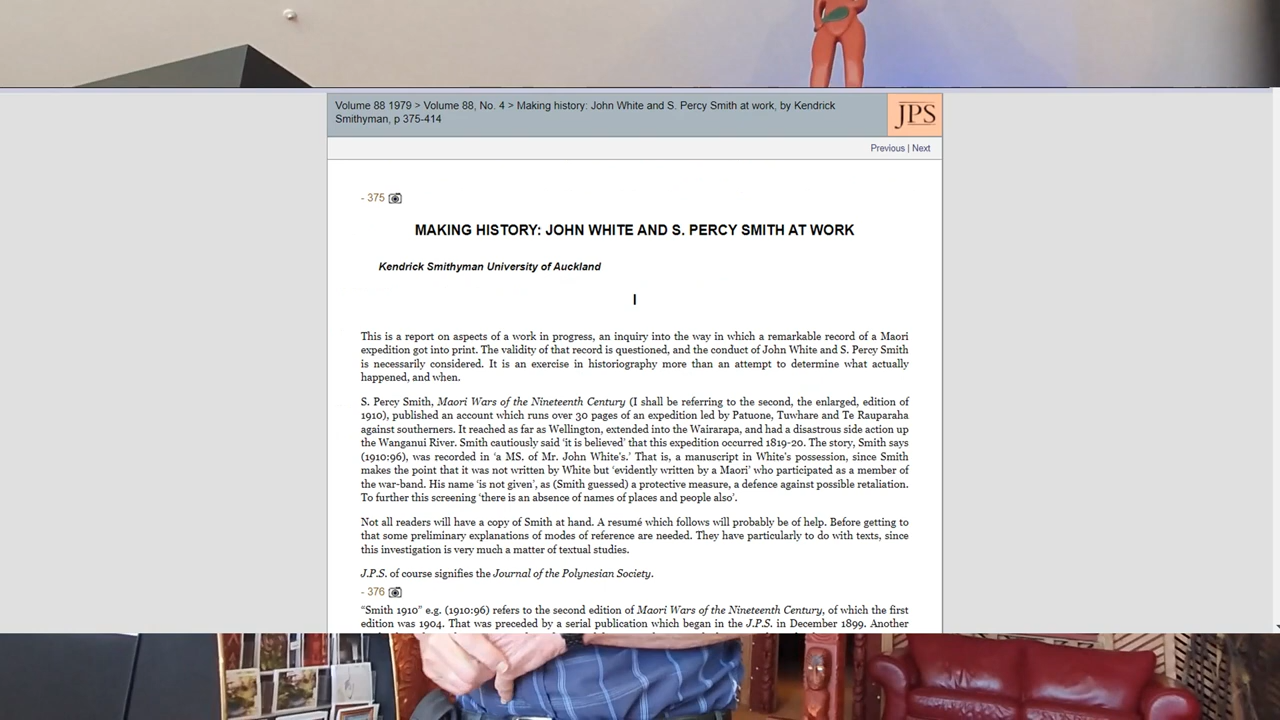 Volume 88 1979 > Volume 88, No. 4 > Making history: John White and S. Percy Smith at work, by Kendrick
Smithyman, p 375-414
JPS
Previous | Next
- 375
MAKING HISTORY: JOHN WHITE AND S. PERCY SMITH AT WORK
Kendrick Smithyman University of Auckland
I
This is a report on aspects of a work in progress, an inquiry into the way in which a remarkable record of a Maori
expedition got into print. The validity of that record is questioned, and the conduct of John White and S. Percy Smith
is necessarily considered. It is an exercise in historiography more than an attempt to determine what actually
happened, and when.
S. Percy Smith, Maori Wars of the Nineteenth Century (I shall be referring to the second, the enlarged, edition of
1910), published an account which runs over 30 pages of an expedition led by Patuone, Tuwhare and Te Rauparaha
against southerners. It reached as far as Wellington, extended into the Wairarapa, and had a disastrous side action up
the Wanganui River. Smith cautiously said 'it is believed' that this expedition occurred 1819-20. The story, Smith says
(1910:96), was recorded in 'a MS. of Mr. John White's.' That is, a manuscript in White's possession, since Smith
makes the point that it was not written by White but 'evidently written by a Maori' who participated as a member of
the war-band. His name 'is not given', as (Smith guessed) a protective measure, a defence against possible retaliation.
To further this screening 'there is an absence of names of places and people also'.
Not all readers will have a copy of Smith at hand. A resumé which follows will probably be of help. Before getting to
that some preliminary explanations of modes of reference are needed. They have particularly to do with texts, since
this investigation is very much a matter of textual studies.
J.P.S. of course signifies the Journal of the Polynesian Society.
- 376
"Smith 1910" e.g. (1910:96) refers to the second edition of Maori Wars of the Nineteenth Century, of which the first
edition was 1904. That was preceded by a serial publication which began in the J.P.S. in December 1899. Another